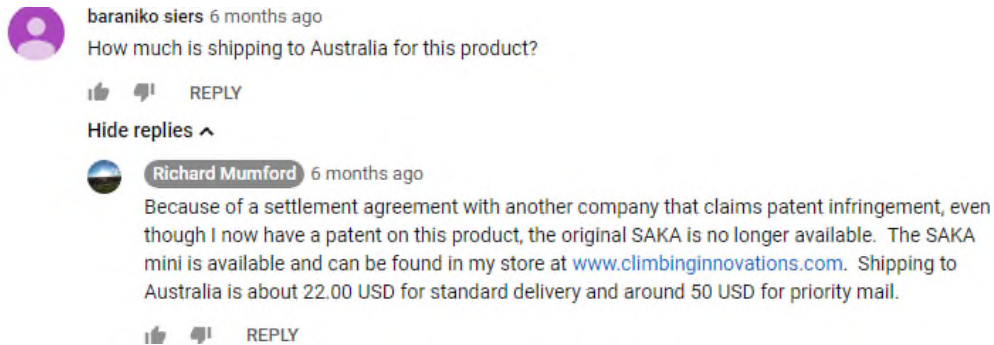 baraniko siers 6 months ago
How much is shipping to Australia for this product?
REPLY
Hide replies
Richard Mumford 6 months ago
Because of a settlement agreement with another company that claims patent infringement, even
though I now have a patent on this product, the original SAKA is no longer available.  The SAKA
mini is available and can be found in my store at www.climbinginnovations.com.  Shipping to
Australia is about 22.00 USD for standard delivery and around 50 USD for priority mail.
REPLY